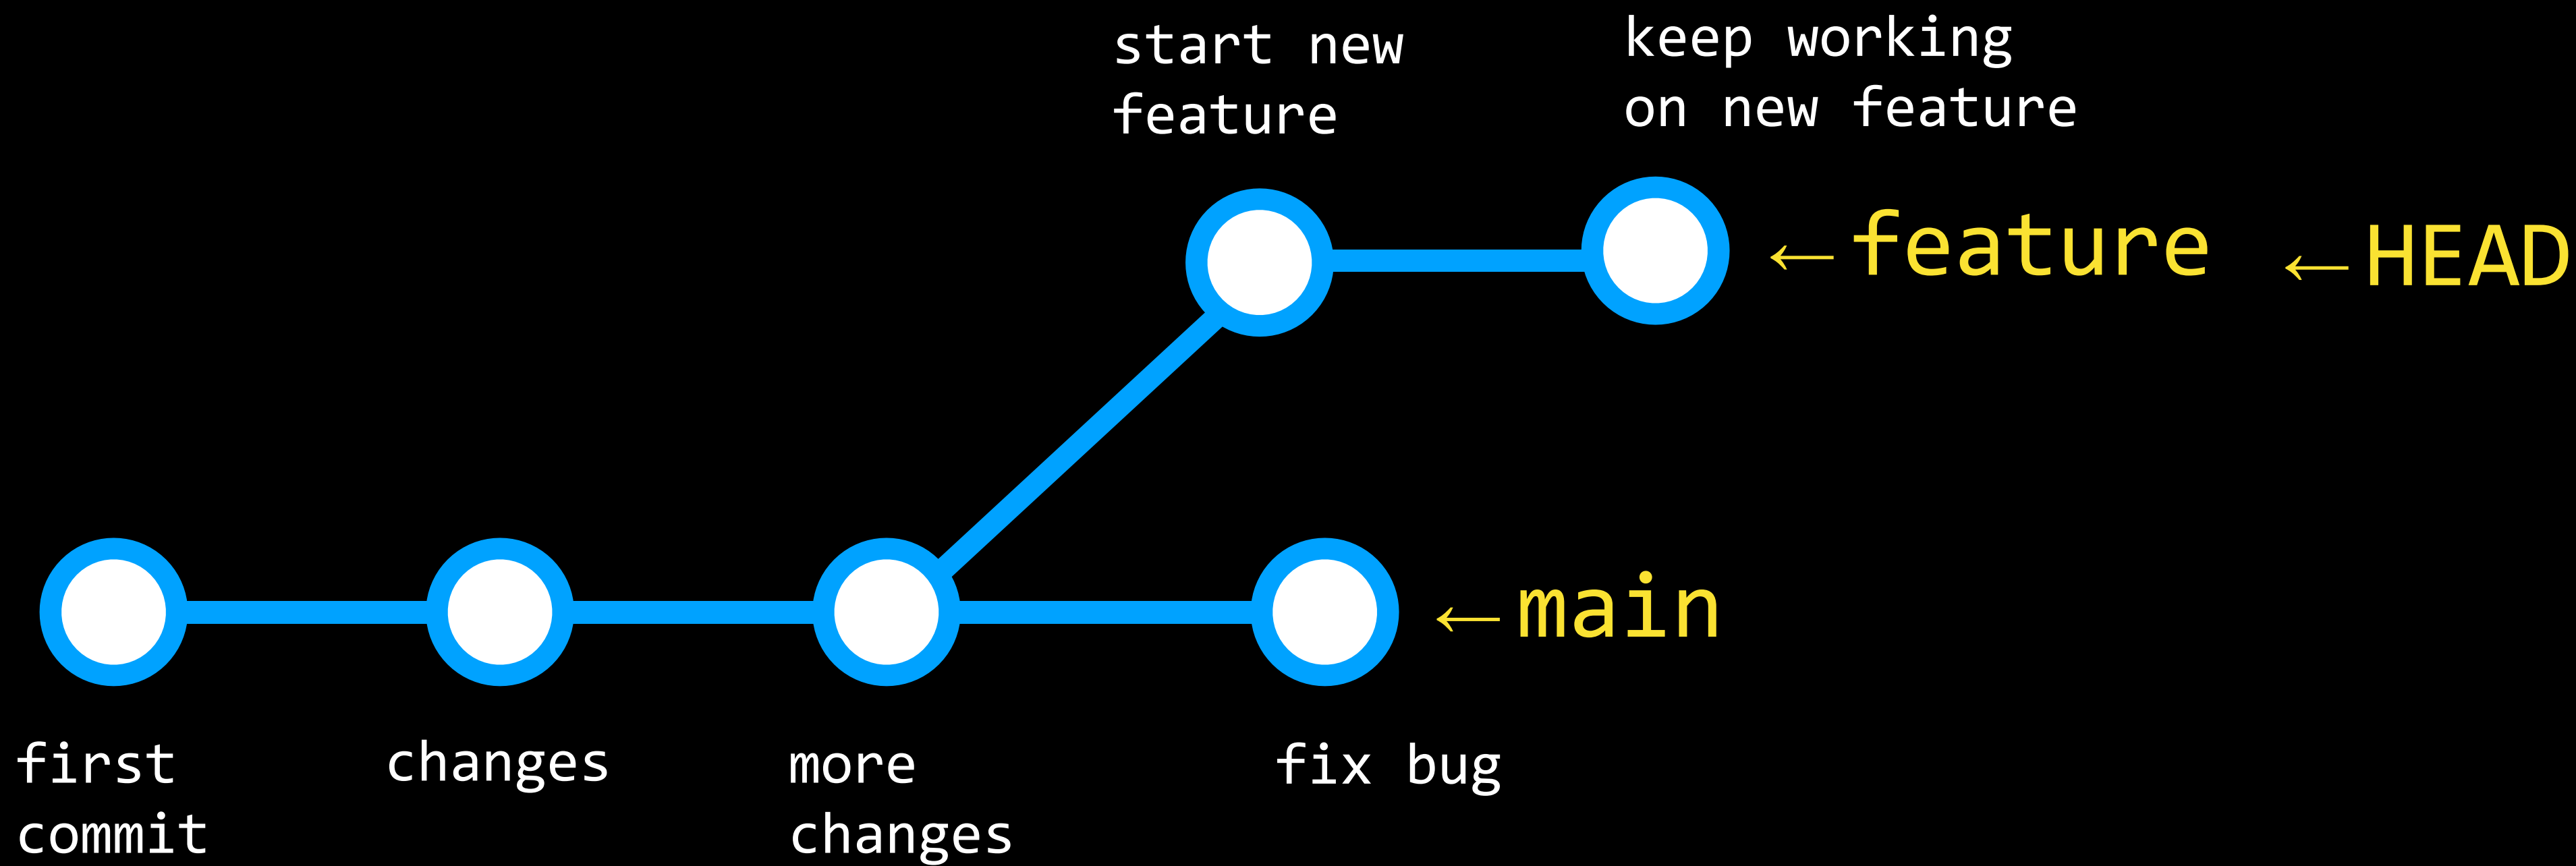 start new
feature
keep working
on new feature
←feature ←HEAD
←main
first
commit
changes
more
changes
fix bug